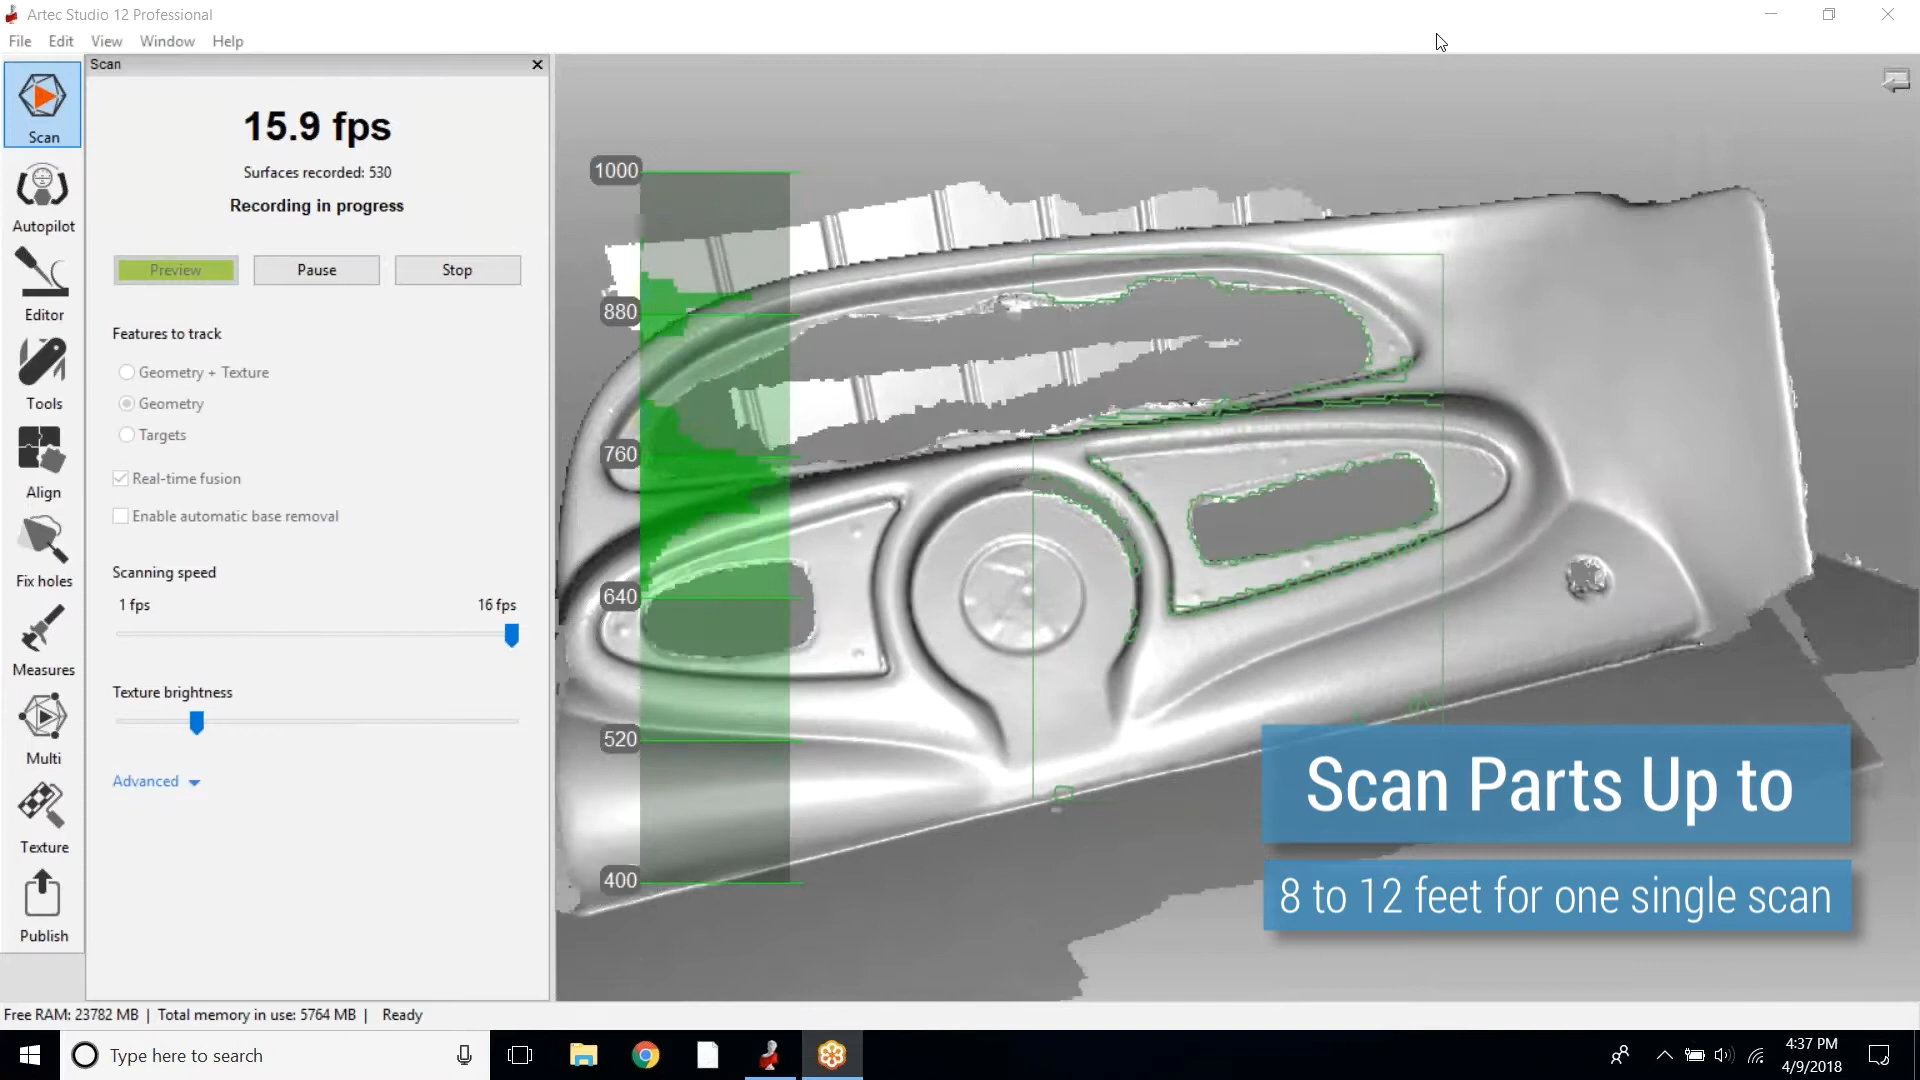 Artec Studio 12 Professional
File Edit View Window Help
Scan
Scan
Autopilot
Editor
Tools
Align
Fix holes
Measures
Multi
Texture
Publish
15.9 fps
Surfaces recorded: 530
Recording in progress
Preview Pause Stop
Features to track
Geometry + Texture
Geometry
Targets
Real-time fusion
Enable automatic base removal
Scanning speed
1 fps 16 fps
Texture brightness
Advanced
1000
880
760
640
520
400
Scan Parts Up to
8 to 12 feet for one single scan
Free RAM: 23782 MB | Total memory in use: 5764 MB | Ready
Type here to search
4:37 PM
4/9/2018